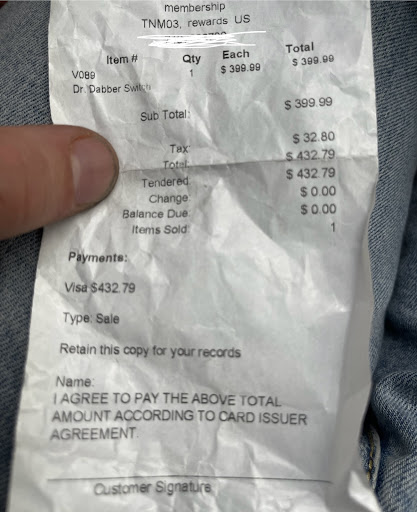 membership
TNM03, rewards US
Item # Qty Each Total
V089 1 $ 399.99 $ 399.99
Dr. Dabber Switch
Sub Total: $ 399.99
Tax: $ 32.80
Total: $ 432.79
Tendered $ 432.79
Change: $ 0.00
Balance Due: $ 0.00
Items Sold: 1
Payments:
Visa $432.79
Type: Sale
Retain this copy for your records
Name:
I AGREE TO PAY THE ABOVE TOTAL
AMOUNT ACCORDING TO CARD ISSUER
AGREEMENT.
Customer Signature